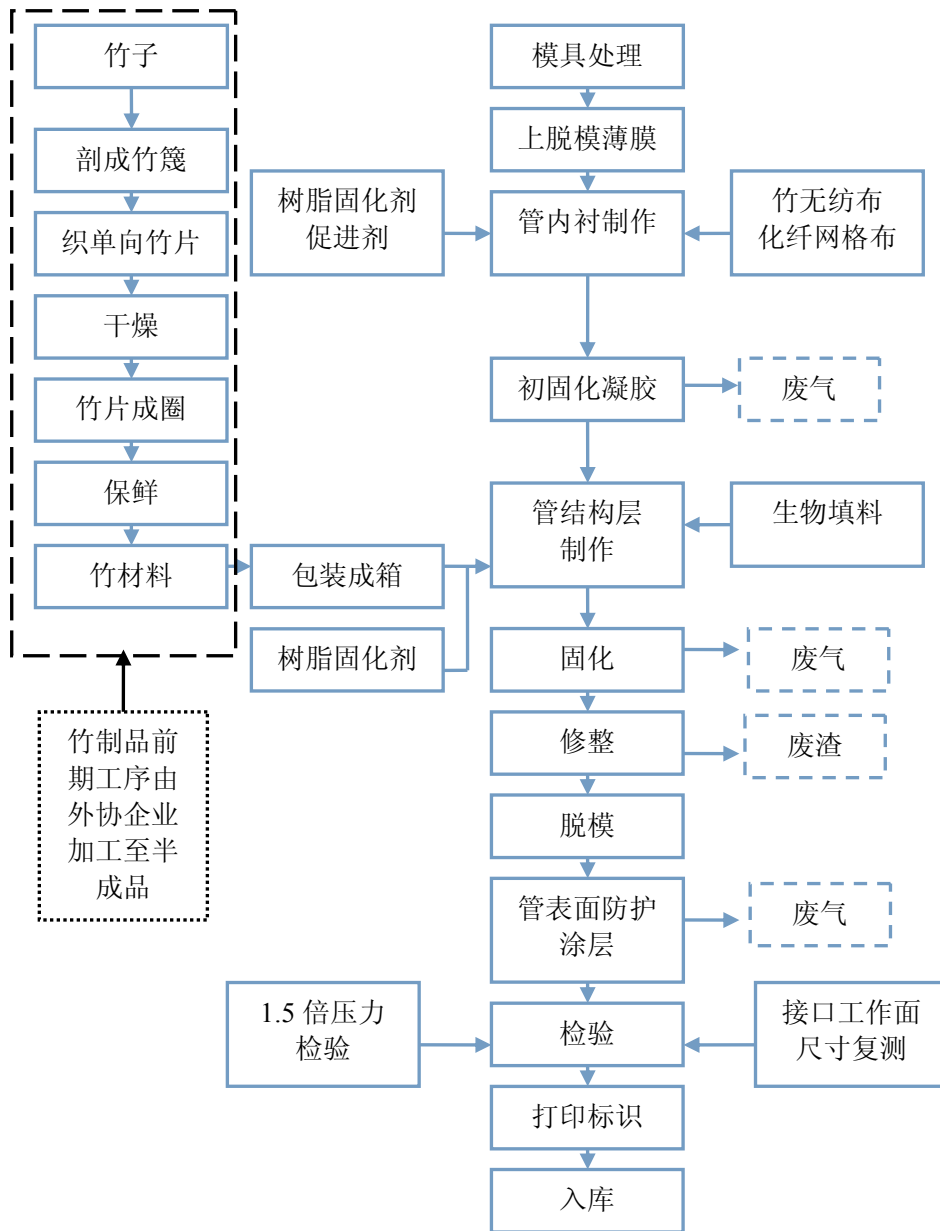 竹子
剖成竹篾
织单向竹片
干燥
竹片成圈
保鲜
竹材料
竹制品前
期工序由
外协企业
加工至半
成品
包装成箱
树脂固化剂
模具处理
上脱模薄膜
树脂固化剂
促进剂
管内衬制作
竹无纺布
化纤网格布
初固化凝胶
废气
管结构层
制作
生物填料
固化
废气
修整
废渣
脱模
管表面防护
涂层
废气
1.5 倍压力
检验
检验
接口工作面
尺寸复测
打印标识
入库